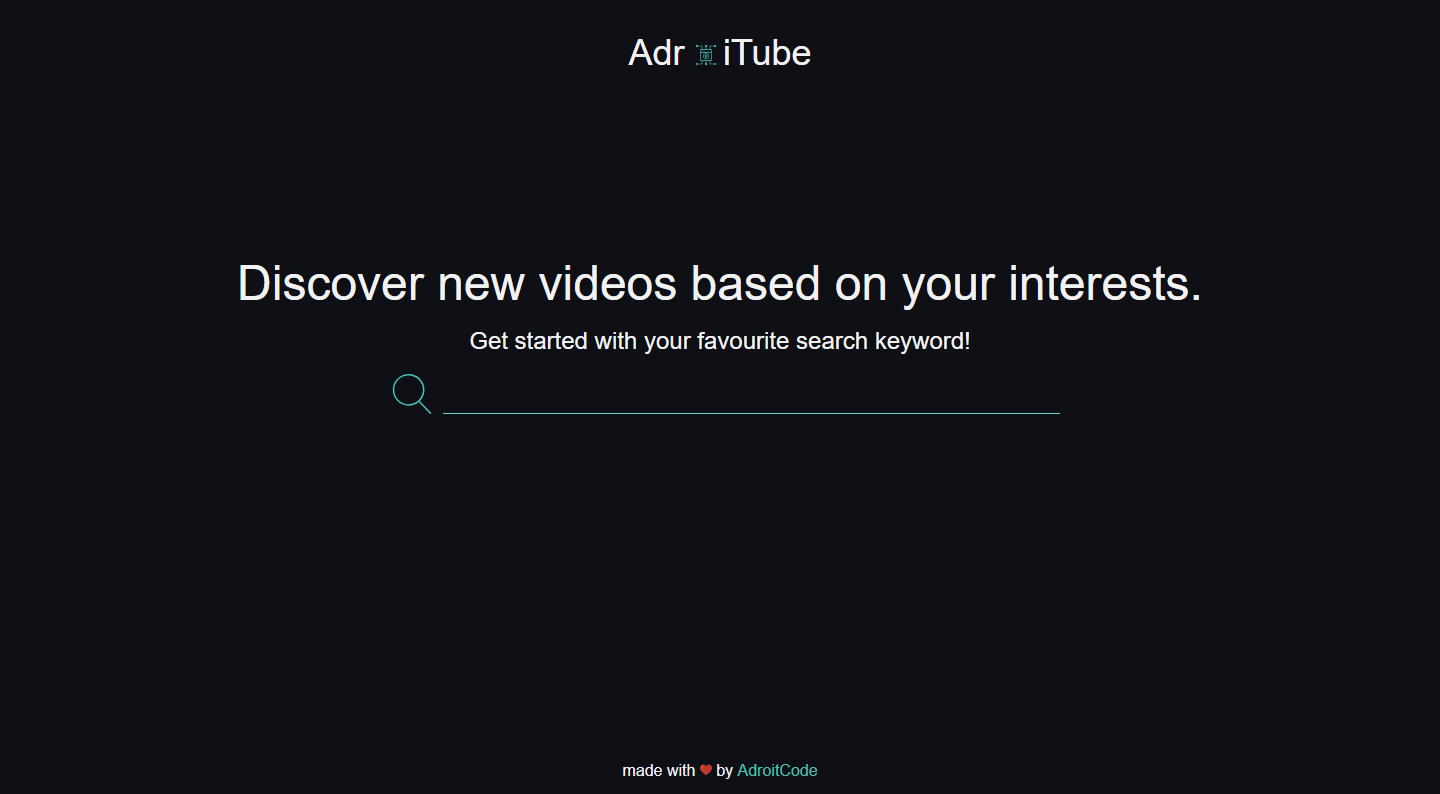 Adr iTube
Discover new videos based on your interests.
Get started with your favourite search keyword!
made with ❤ by AdroitCode